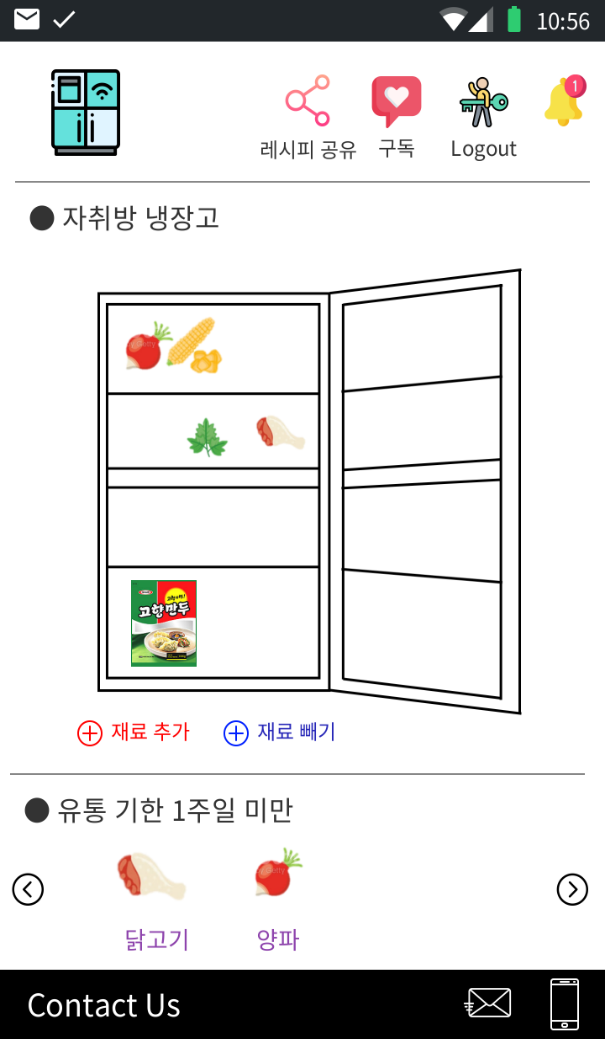 10:56
1
레시피 공유 구독 Logout
● 자취방 냉장고
고향만두
재료 추가 재료 빼기
● 유통 기한 1주일 미만
닭고기 양파
Contact Us